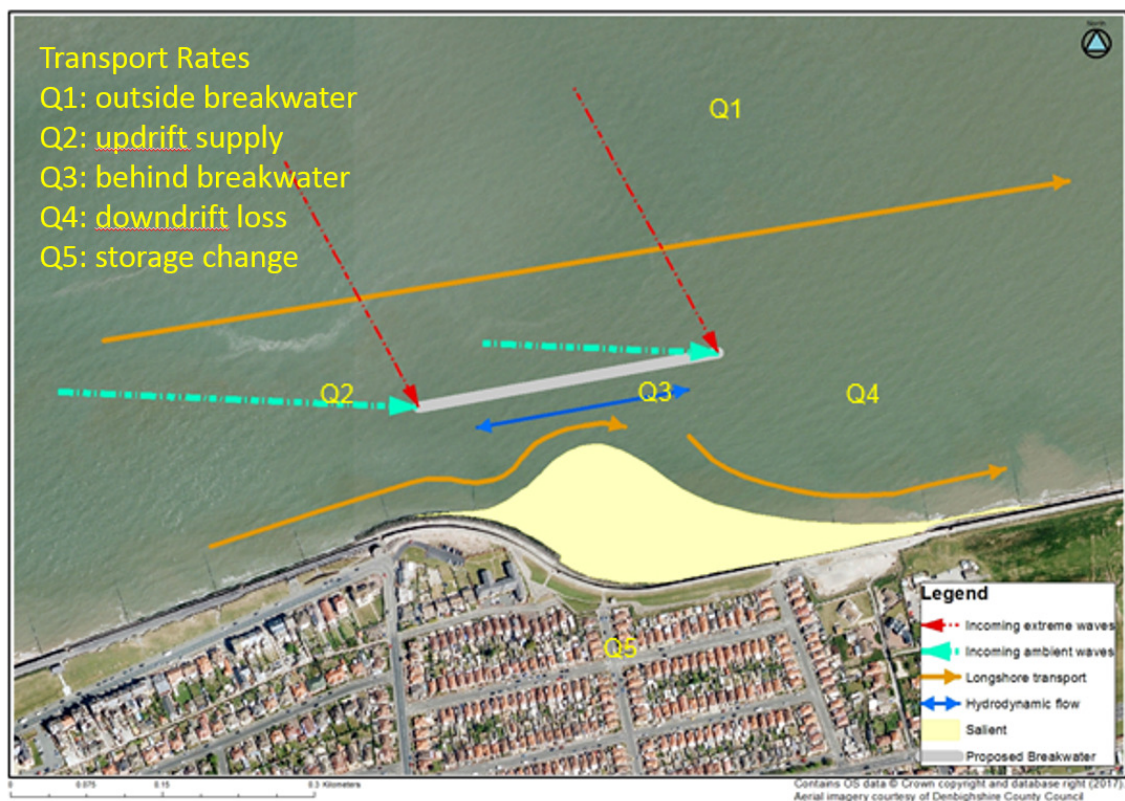 Transport Rates
Q1: outside breakwater
Q2: updrift supply
Q3: behind breakwater
Q4: downdrift loss
Q5: storage change
North
Q1
Q2
Q3
Q4
Q5
Legend
Incoming extreme waves
Incoming ambient waves
Longshore transport
Hydrodynamic flow
Salient
Proposed Breakwater
0 0.075 0.15 0.3 Kilometers
Contains OS data © Crown copyright and database right (2017).
Aerial imagery courtesy of Denbighshire County Council